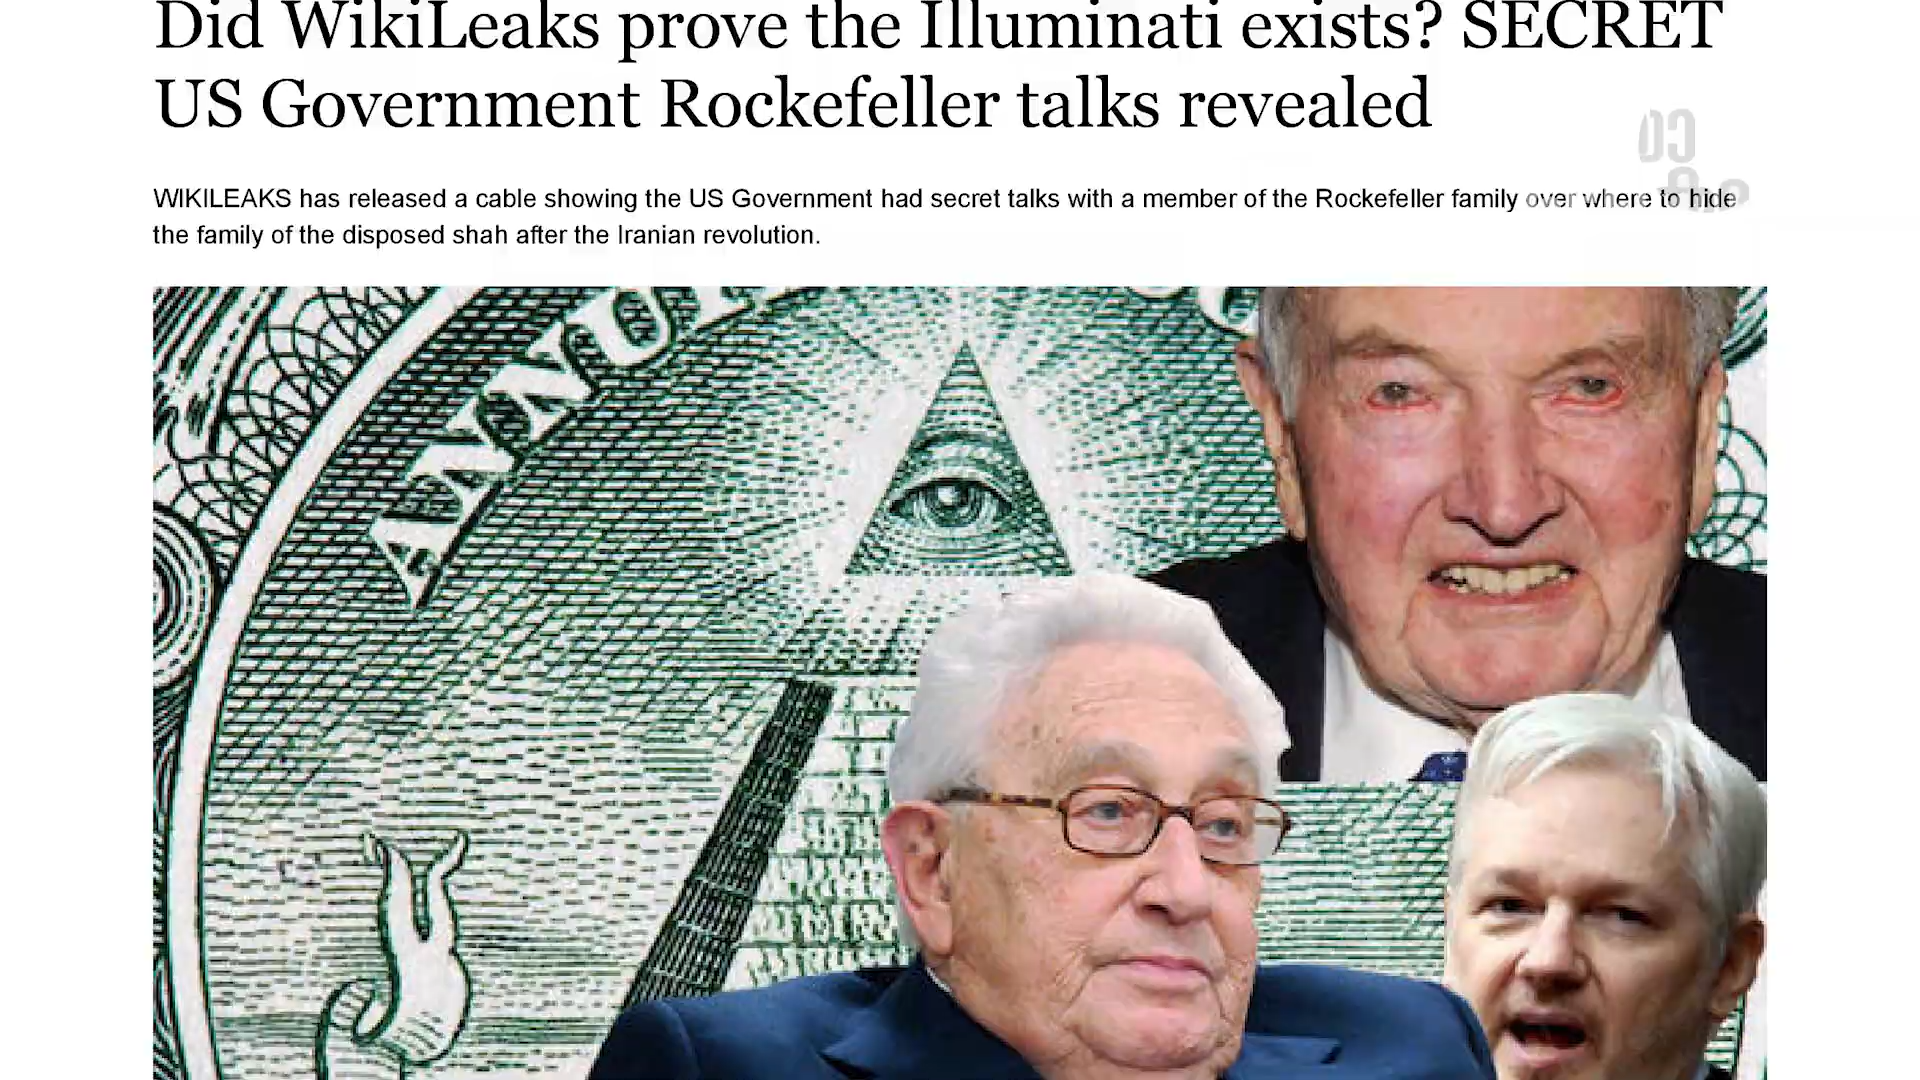 Did WikiLeaks prove the Illuminati exists? SECRET
US Government Rockefeller talks revealed
WIKILEAKS has released a cable showing the US Government had secret talks with a member of the Rockefeller family over where to hide
the family of the disposed shah after the Iranian revolution.
ANNUI